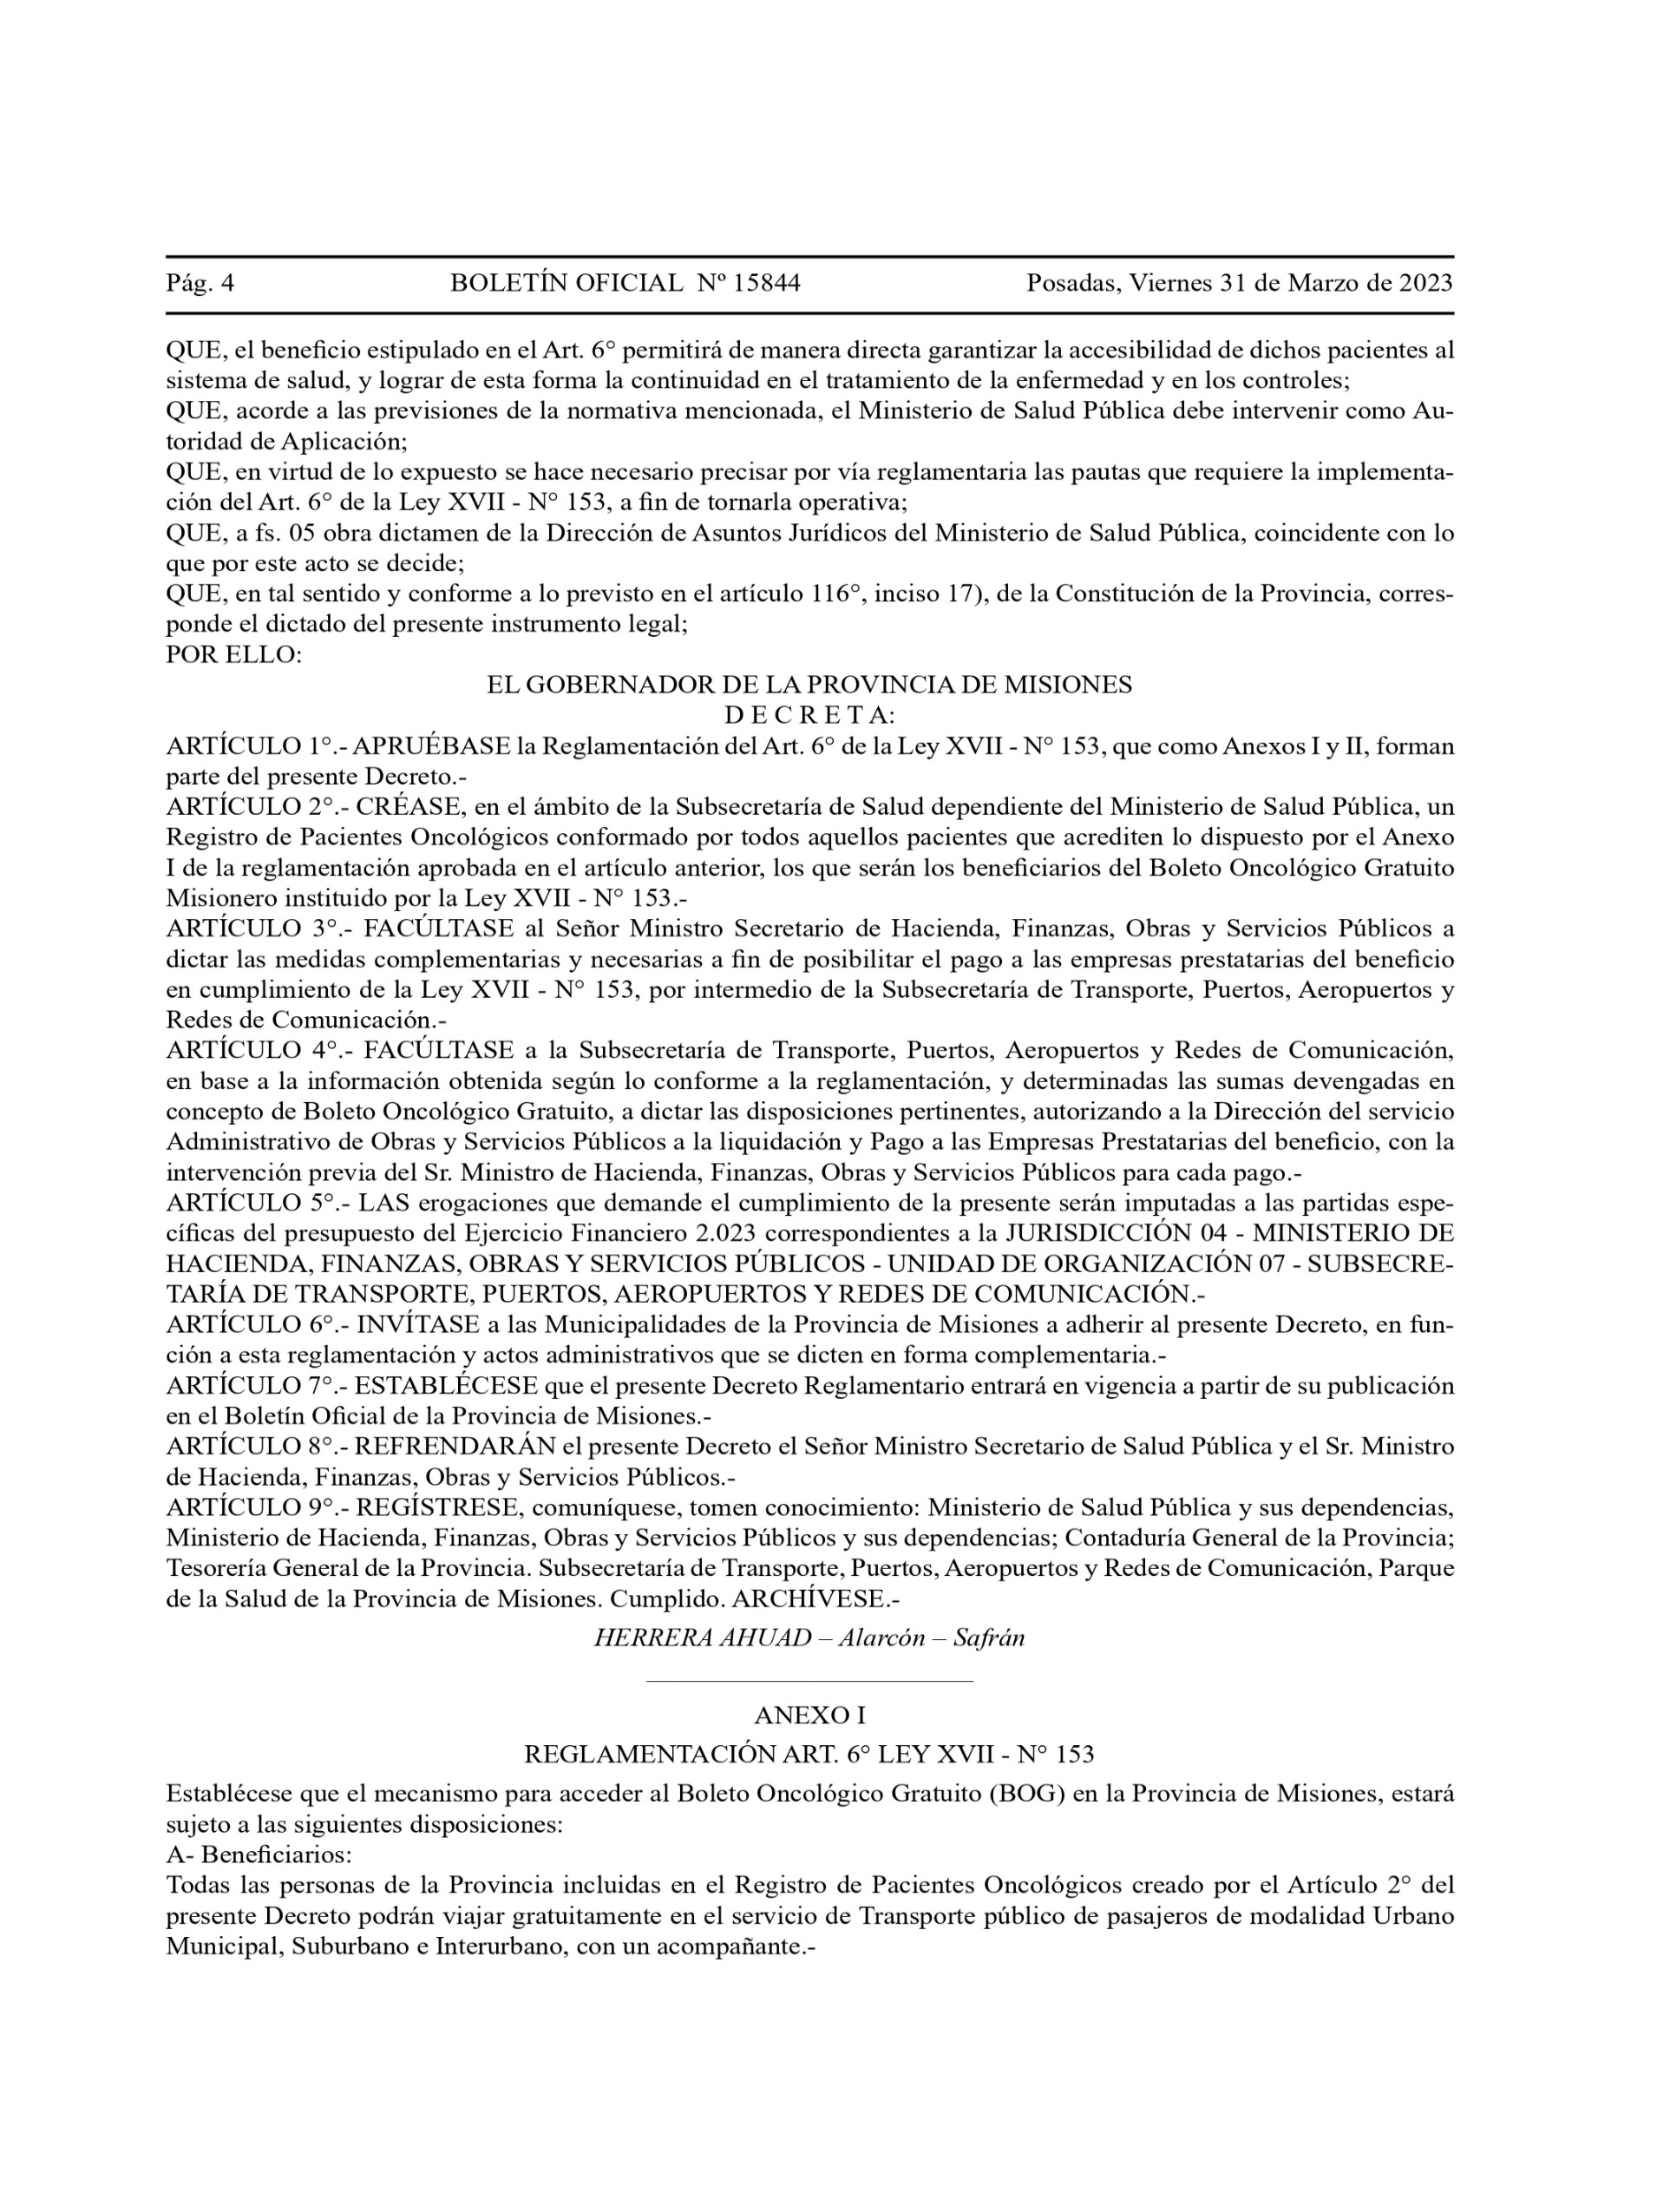 Pág. 4 BOLETÍN OFICIAL Nº 15844 Posadas, Viernes 31 de Marzo de 2023
QUE, el beneficio estipulado en el Art. 6° permitirá de manera directa garantizar la accesibilidad de dichos pacientes al
sistema de salud, y lograr de esta forma la continuidad en el tratamiento de la enfermedad y en los controles;
QUE, acorde a las previsiones de la normativa mencionada, el Ministerio de Salud Pública debe intervenir como Au-
toridad de Aplicación;
QUE, en virtud de lo expuesto se hace necesario precisar por vía reglamentaria las pautas que requiere la implementa-
ción del Art. 6° de la Ley XVII - N° 153, a fin de tornarla operativa;
QUE, a fs. 05 obra dictamen de la Dirección de Asuntos Jurídicos del Ministerio de Salud Pública, coincidente con lo
que por este acto se decide;
QUE, en tal sentido y conforme a lo previsto en el artículo 116°, inciso 17), de la Constitución de la Provincia, corres-
ponde el dictado del presente instrumento legal;
POR ELLO:
EL GOBERNADOR DE LA PROVINCIA DE MISIONES
D E C R E T A:
ARTÍCULO 1°.- APRUÉBASE la Reglamentación del Art. 6° de la Ley XVII - N° 153, que como Anexos I y II, forman
parte del presente Decreto.-
ARTÍCULO 2°.- CRÉASE, en el ámbito de la Subsecretaría de Salud dependiente del Ministerio de Salud Pública, un
Registro de Pacientes Oncológicos conformado por todos aquellos pacientes que acrediten lo dispuesto por el Anexo
I de la reglamentación aprobada en el artículo anterior, los que serán los beneficiarios del Boleto Oncológico Gratuito
Misionero instituido por la Ley XVII - N° 153.-
ARTÍCULO 3°.- FACÚLTASE al Señor Ministro Secretario de Hacienda, Finanzas, Obras y Servicios Públicos a
dictar las medidas complementarias y necesarias a fin de posibilitar el pago a las empresas prestatarias del beneficio
en cumplimiento de la Ley XVII - N° 153, por intermedio de la Subsecretaría de Transporte, Puertos, Aeropuertos y
Redes de Comunicación.-
ARTÍCULO 4°.- FACÚLTASE a la Subsecretaría de Transporte, Puertos, Aeropuertos y Redes de Comunicación,
en base a la información obtenida según lo conforme a la reglamentación, y determinadas las sumas devengadas en
concepto de Boleto Oncológico Gratuito, a dictar las disposiciones pertinentes, autorizando a la Dirección del servicio
Administrativo de Obras y Servicios Públicos a la liquidación y Pago a las Empresas Prestatarias del beneficio, con la
intervención previa del Sr. Ministro de Hacienda, Finanzas, Obras y Servicios Públicos para cada pago.-
ARTÍCULO 5°.- LAS erogaciones que demande el cumplimiento de la presente serán imputadas a las partidas espe-
cíficas del presupuesto del Ejercicio Financiero 2.023 correspondientes a la JURISDICCIÓN 04 - MINISTERIO DE
HACIENDA, FINANZAS, OBRAS Y SERVICIOS PÚBLICOS - UNIDAD DE ORGANIZACIÓN 07 - SUBSECRE-
TARÍA DE TRANSPORTE, PUERTOS, AEROPUERTOS Y REDES DE COMUNICACIÓN.-
ARTÍCULO 6°.- INVÍTASE a las Municipalidades de la Provincia de Misiones a adherir al presente Decreto, en fun-
ción a esta reglamentación y actos administrativos que se dicten en forma complementaria.-
ARTÍCULO 7°.- ESTABLÉCESE que el presente Decreto Reglamentario entrará en vigencia a partir de su publicación
en el Boletín Oficial de la Provincia de Misiones.-
ARTÍCULO 8°.- REFRENDARÁN el presente Decreto el Señor Ministro Secretario de Salud Pública y el Sr. Ministro
de Hacienda, Finanzas, Obras y Servicios Públicos.-
ARTÍCULO 9°.- REGÍSTRESE, comuníquese, tomen conocimiento: Ministerio de Salud Pública y sus dependencias,
Ministerio de Hacienda, Finanzas, Obras y Servicios Públicos y sus dependencias; Contaduría General de la Provincia;
Tesorería General de la Provincia. Subsecretaría de Transporte, Puertos, Aeropuertos y Redes de Comunicación, Parque
de la Salud de la Provincia de Misiones. Cumplido. ARCHÍVESE.-
HERRERA AHUAD – Alarcón – Safrán
ANEXO I
REGLAMENTACIÓN ART. 6° LEY XVII - N° 153
Establécese que el mecanismo para acceder al Boleto Oncológico Gratuito (BOG) en la Provincia de Misiones, estará
sujeto a las siguientes disposiciones:
A- Beneficiarios:
Todas las personas de la Provincia incluidas en el Registro de Pacientes Oncológicos creado por el Artículo 2° del
presente Decreto podrán viajar gratuitamente en el servicio de Transporte público de pasajeros de modalidad Urbano
Municipal, Suburbano e Interurbano, con un acompañante.-